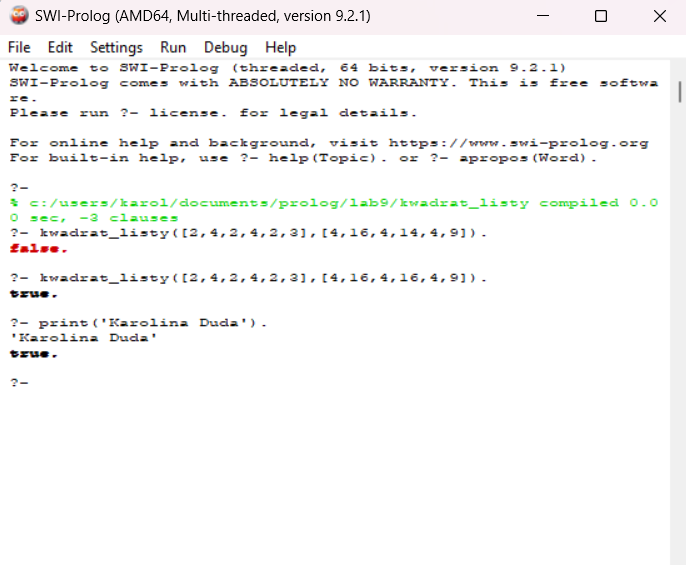 SWI-Prolog (AMD64, Multi-threaded, version 9.2.1)
File Edit Settings Run Debug Help
Welcome to SWI-Prolog (threaded, 64 bits, version 9.2.1)
SWI-Prolog comes with ABSOLUTELY NO WARRANTY. This is free softwa
re.
Please run ?- license. for legal details.
For online help and background, visit https://www.swi-prolog.org
For built-in help, use ?- help(Topic). or ?- apropos(Word).
?-
% c:/users/karol/documents/prolog/lab9/kwadrat_listy compiled 0.0
0 sec, -3 clauses
?- kwadrat_listy([2,4,2,4,2,3],[4,16,4,14,4,9]).
false.
?- kwadrat_listy([2,4,2,4,2,3],[4,16,4,16,4,9]).
true.
?- print('Karolina Duda').
'Karolina Duda'
true.
?-